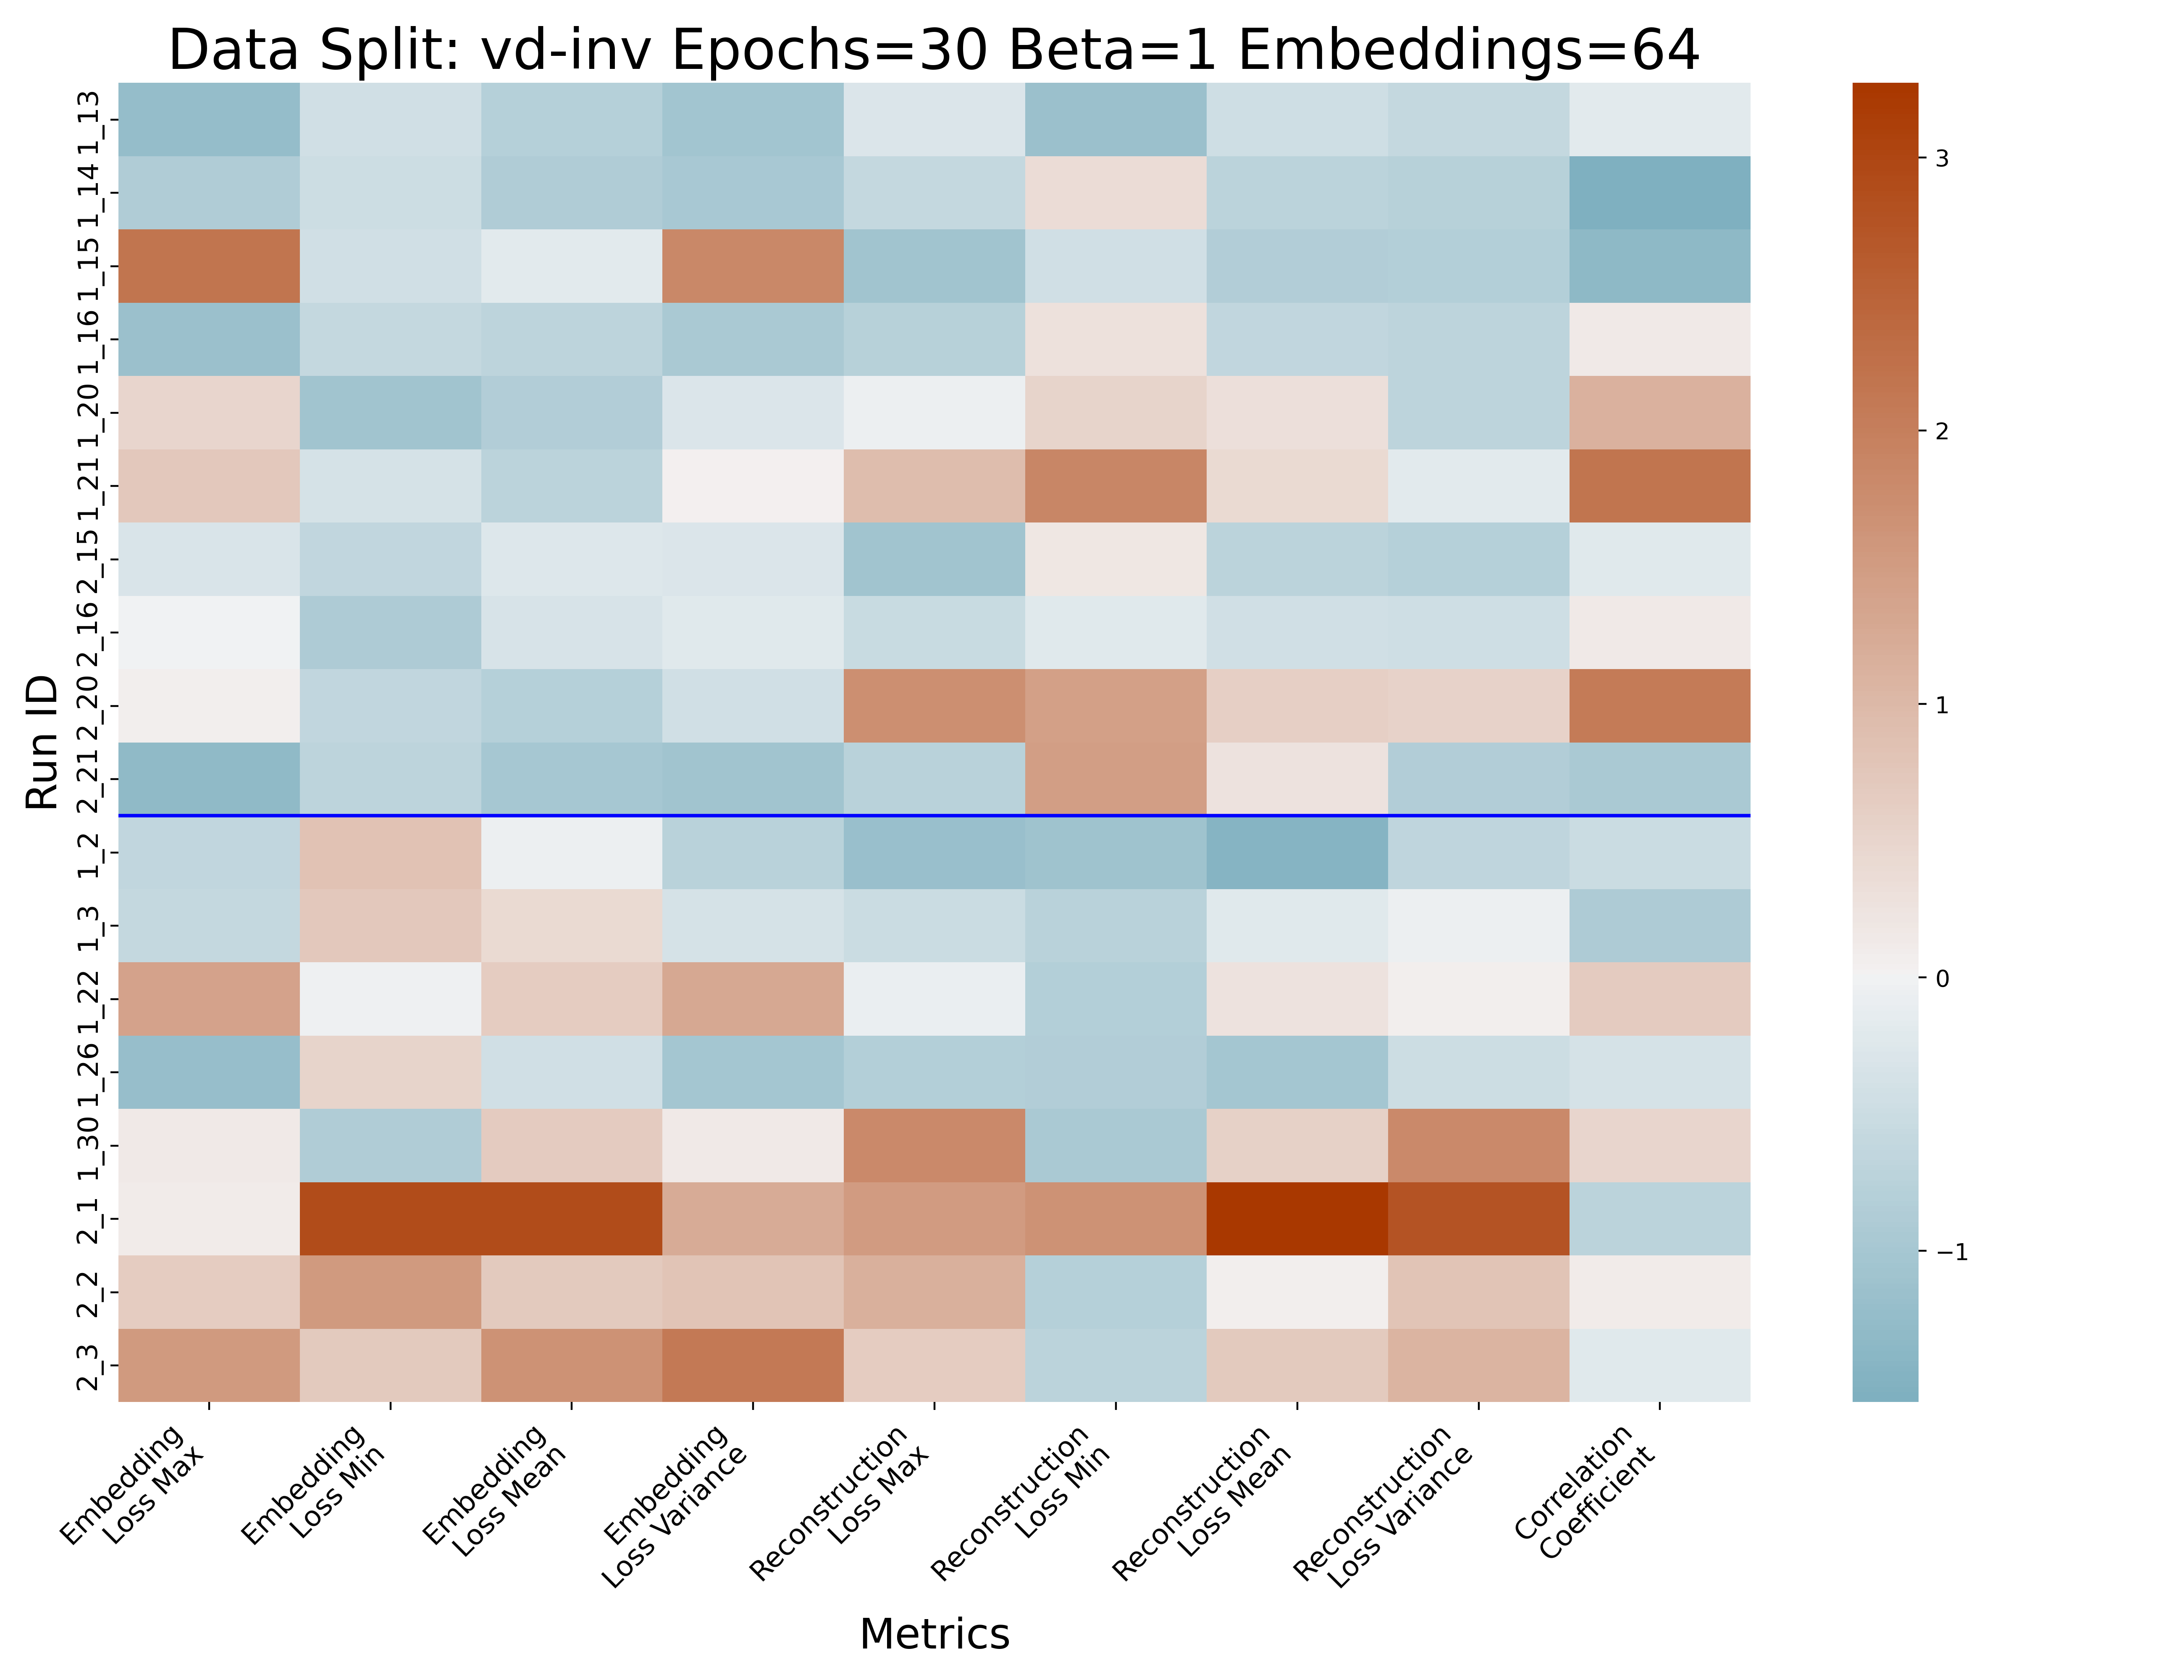 Data Split: vd-inv Epochs=30 Beta=1 Embeddings=64
Run ID
1_13
1_14
1_15
1_16
1_20
1_21
2_15
2_16
2_20
2_21
1_2
1_3
1_22
1_26
1_30
2_1
2_2
2_3
Embedding
Loss Max
Embedding
Loss Min
Embedding
Loss Mean
Embedding
Loss Variance
Reconstruction
Loss Max
Reconstruction
Loss Min
Reconstruction
Loss Mean
Reconstruction
Loss Variance
Correlation
Coefficient
Metrics
3
2
1
0
−1